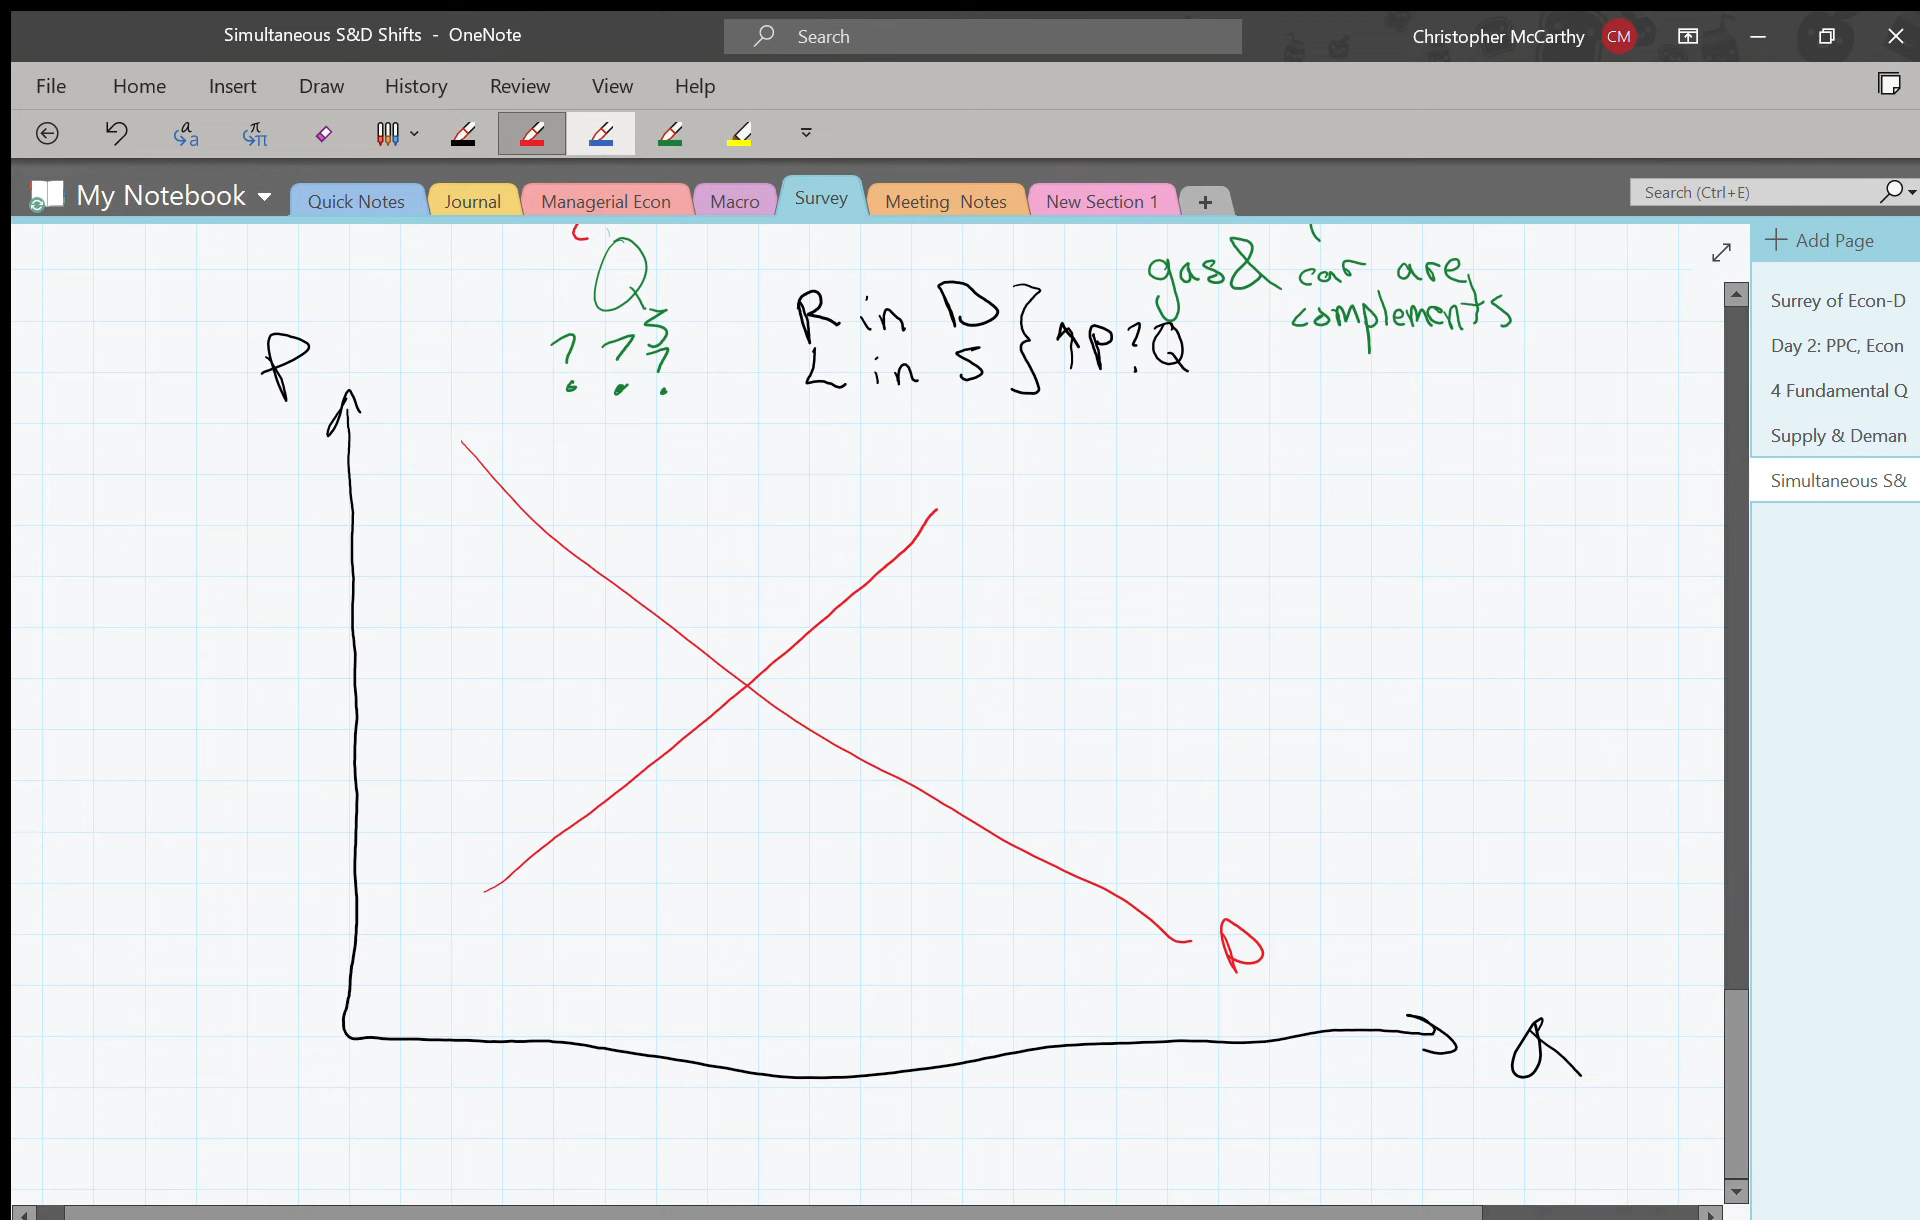 Simultaneous S&D Shifts - OneNote
Search
Christopher McCarthy
CM
File Home Insert Draw History Review View Help
My Notebook
Quick Notes
Journal
Managerial Econ
Macro
Survey
Meeting Notes
New Section 1
Search (Ctrl+E)
Add Page
Surrey of Econ-D
Day 2: PPC, Econ
4 Fundamental Q
Supply & Deman
Simultaneous S&
Q3
? ? ?
R in D
L in S
} ↑P ? Q
gas & car are
complements
P
D
Q